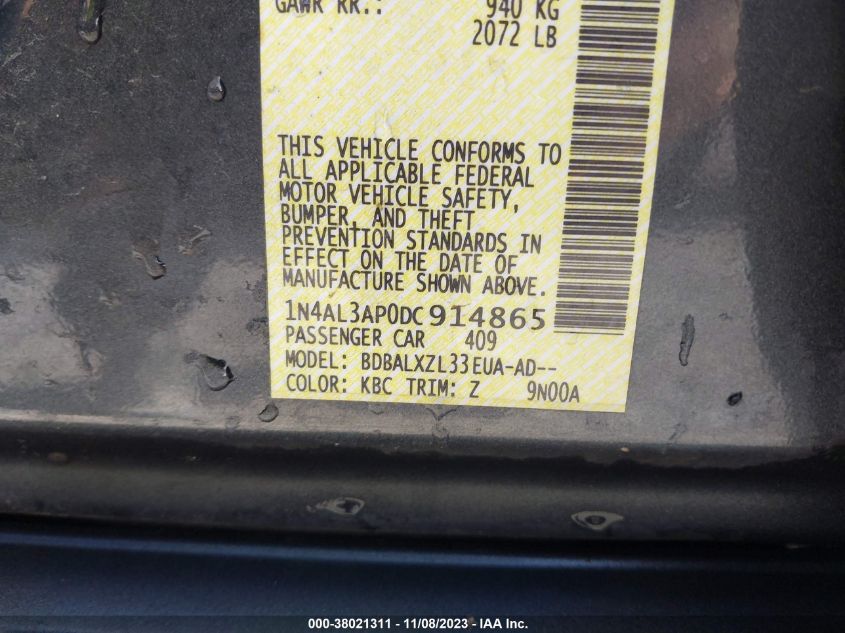 GAWR RR.: 940 KG
2072 LB
THIS VEHICLE CONFORMS TO
ALL APPLICABLE FEDERAL
MOTOR VEHICLE SAFETY,
BUMPER, AND THEFT
PREVENTION STANDARDS IN
EFFECT ON THE DATE OF
MANUFACTURE SHOWN ABOVE.
1N4AL3AP0DC914865
PASSENGER CAR 409
MODEL: BDBALXZL33EUA-AD--
COLOR: KBC TRIM: Z 9N00A
000-38021311 - 11/08/2023 - IAA Inc.